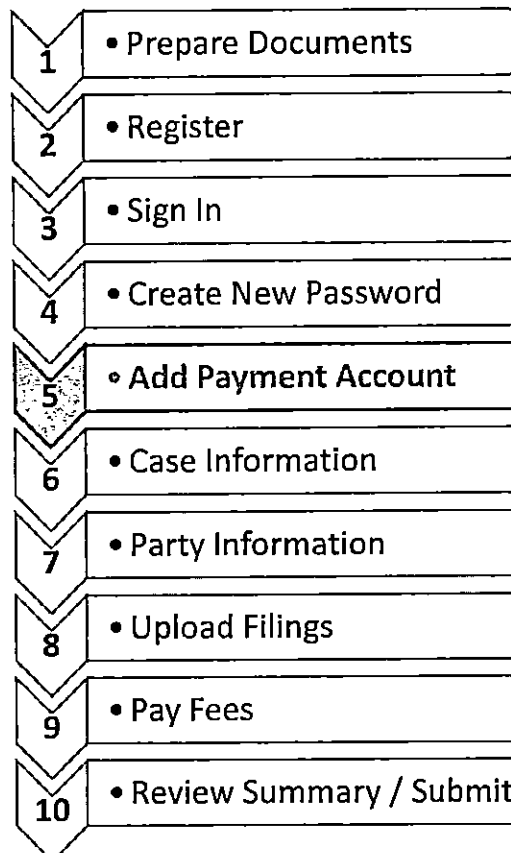 1 • Prepare Documents
2 • Register
3 • Sign In
4 • Create New Password
5 • Add Payment Account
6 • Case Information
7 • Party Information
8 • Upload Filings
9 • Pay Fees
10 • Review Summary / Submit